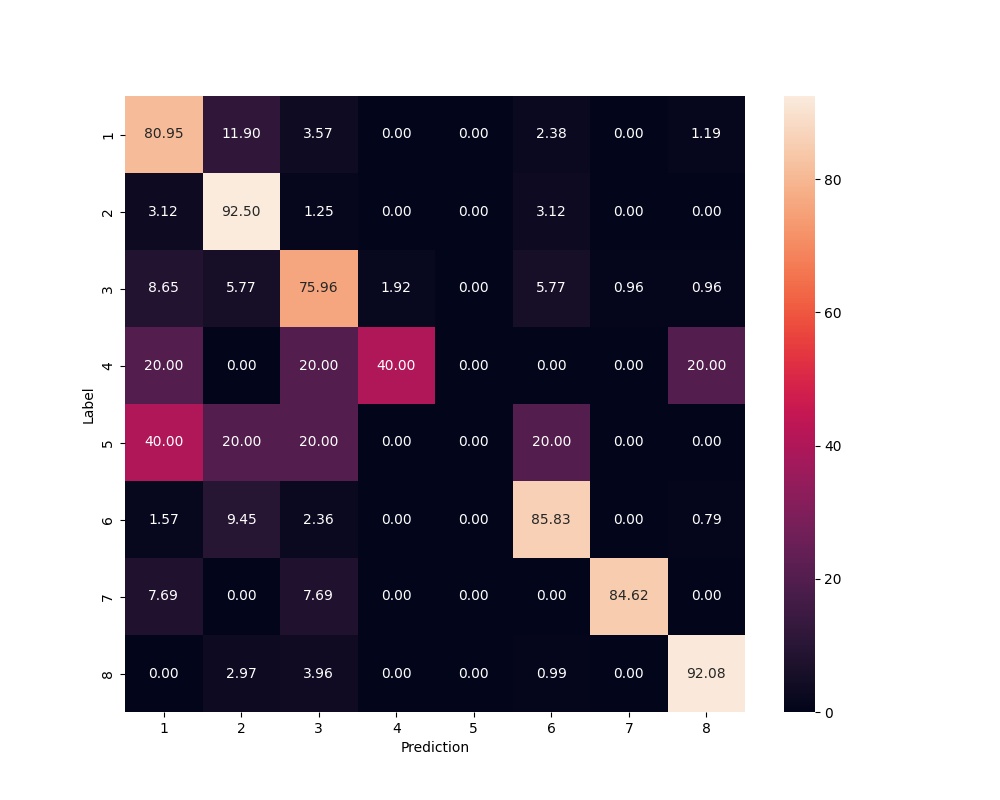 1 80.95 11.90 3.57 0.00 0.00 2.38 0.00 1.19
2 3.12 92.50 1.25 0.00 0.00 3.12 0.00 0.00
3 8.65 5.77 75.96 1.92 0.00 5.77 0.96 0.96
4 20.00 0.00 20.00 40.00 0.00 0.00 0.00 20.00
5 40.00 20.00 20.00 0.00 0.00 20.00 0.00 0.00
6 1.57 9.45 2.36 0.00 0.00 85.83 0.00 0.79
7 7.69 0.00 7.69 0.00 0.00 0.00 84.62 0.00
8 0.00 2.97 3.96 0.00 0.00 0.99 0.00 92.08
1 2 3 4 5 6 7 8
Prediction
Label
80
60
40
20
0